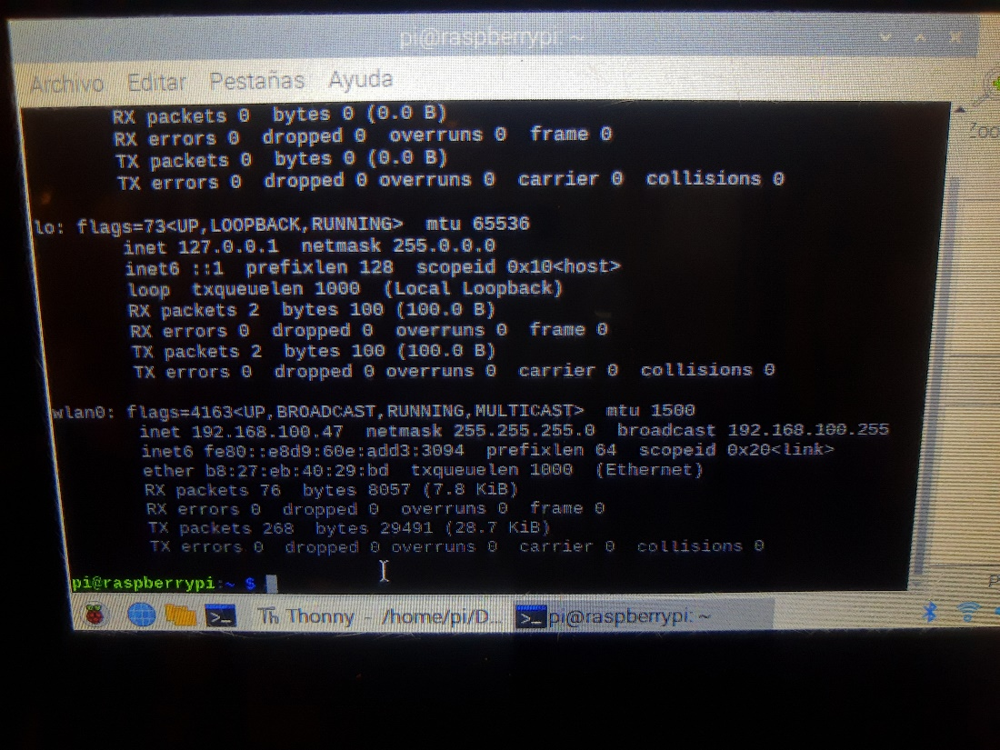 pi@raspberrypi: ~
Archivo Editar Pestañas Ayuda
RX packets 0 bytes 0 (0.0 B)
RX errors 0 dropped 0 overruns 0 frame 0
TX packets 0 bytes 0 (0.0 B)
TX errors 0 dropped 0 overruns 0 carrier 0 collisions 0
lo: flags=73<UP,LOOPBACK,RUNNING> mtu 65536
inet 127.0.0.1 netmask 255.0.0.0
inet6 ::1 prefixlen 128 scopeid 0x10<host>
loop txqueuelen 1000 (Local Loopback)
RX packets 2 bytes 100 (100.0 B)
RX errors 0 dropped 0 overruns 0 frame 0
TX packets 2 bytes 100 (100.0 B)
TX errors 0 dropped 0 overruns 0 carrier 0 collisions 0
wlan0: flags=4163<UP,BROADCAST,RUNNING,MULTICAST> mtu 1500
inet 192.168.100.47 netmask 255.255.255.0 broadcast 192.168.100.255
inet6 fe80::e8d9:60e:add3:3094 prefixlen 64 scopeid 0x20<link>
ether b8:27:eb:40:29:bd txqueuelen 1000 (Ethernet)
RX packets 76 bytes 8057 (7.8 KiB)
RX errors 0 dropped 0 overruns 0 frame 0
TX packets 268 bytes 29491 (28.7 KiB)
TX errors 0 dropped 0 overruns 0 carrier 0 collisions 0
pi@raspberrypi:~ $
Thonny - /home/pi/D... pi@raspberrypi: ~